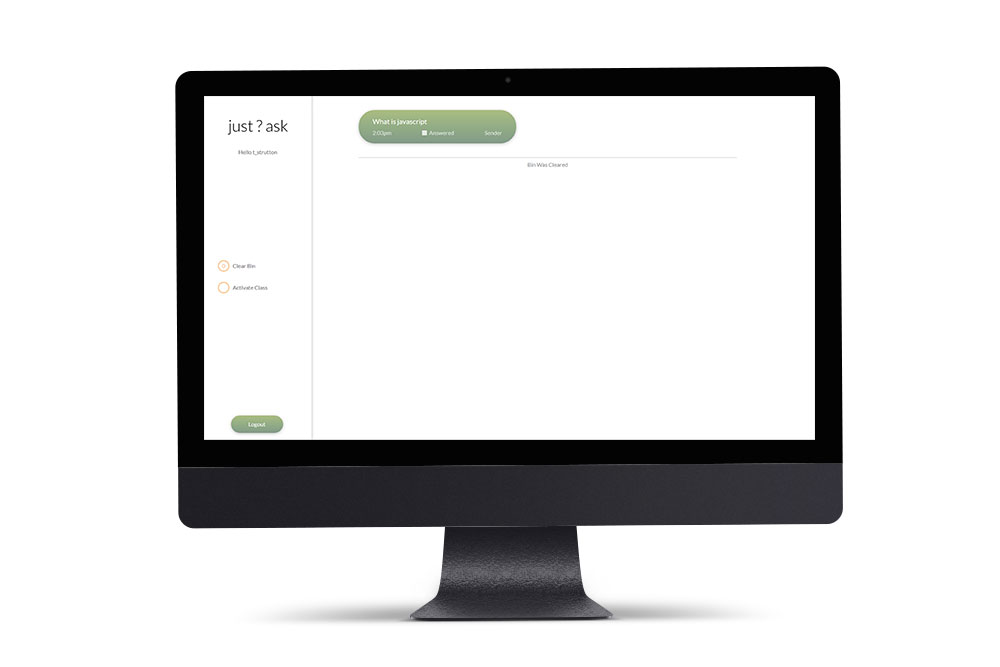 just ? ask
Hello t_strutton
Clear Bin
Activate Class
Logout
What is javascript
2:03pm Answered Sender
Bin Was Cleared